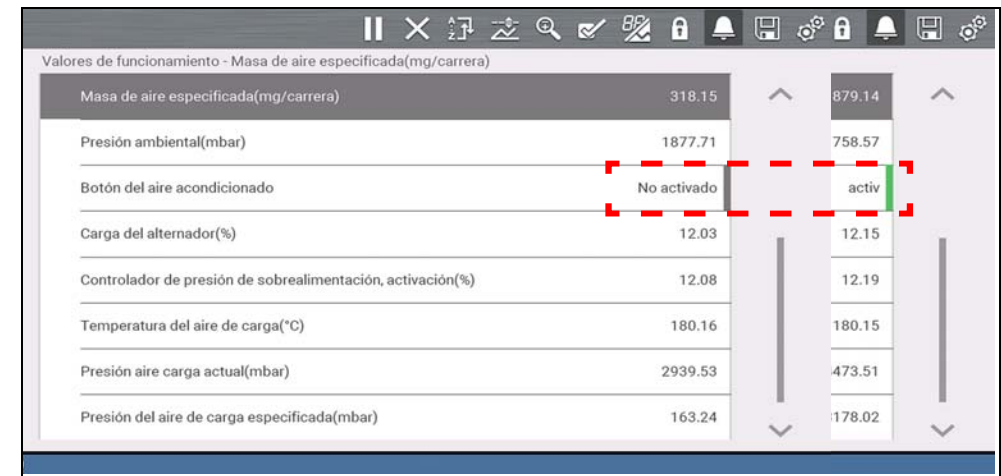 Valores de funcionamiento - Masa de aire especificada(mg/carrera)
Masa de aire especificada(mg/carrera) 318.15 879.14
Presión ambiental(mbar) 1877.71 758.57
Botón del aire acondicionado No activado activ
Carga del alternador(%) 12.03 12.15
Controlador de presión de sobrealimentación, activación(%) 12.08 12.19
Temperatura del aire de carga(°C) 180.16 180.15
Presión aire carga actual(mbar) 2939.53 473.51
Presión del aire de carga especificada(mbar) 163.24 178.02